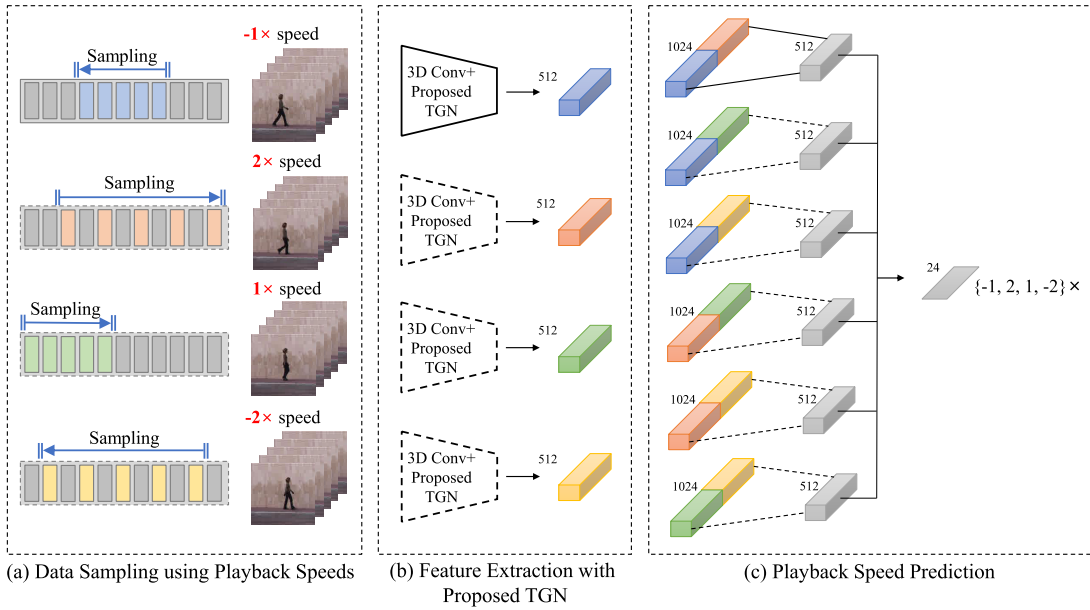 -1× speed
Sampling
2× speed
Sampling
1× speed
Sampling
-2× speed
Sampling
(a) Data Sampling using Playback Speeds
3D Conv+
Proposed
TGN
512
3D Conv+
Proposed
TGN
512
3D Conv+
Proposed
TGN
512
3D Conv+
Proposed
TGN
512
(b) Feature Extraction with
Proposed TGN
1024
512
1024
512
1024
512
1024
512
1024
512
1024
512
24
{-1, 2, 1, -2}×
(c) Playback Speed Prediction